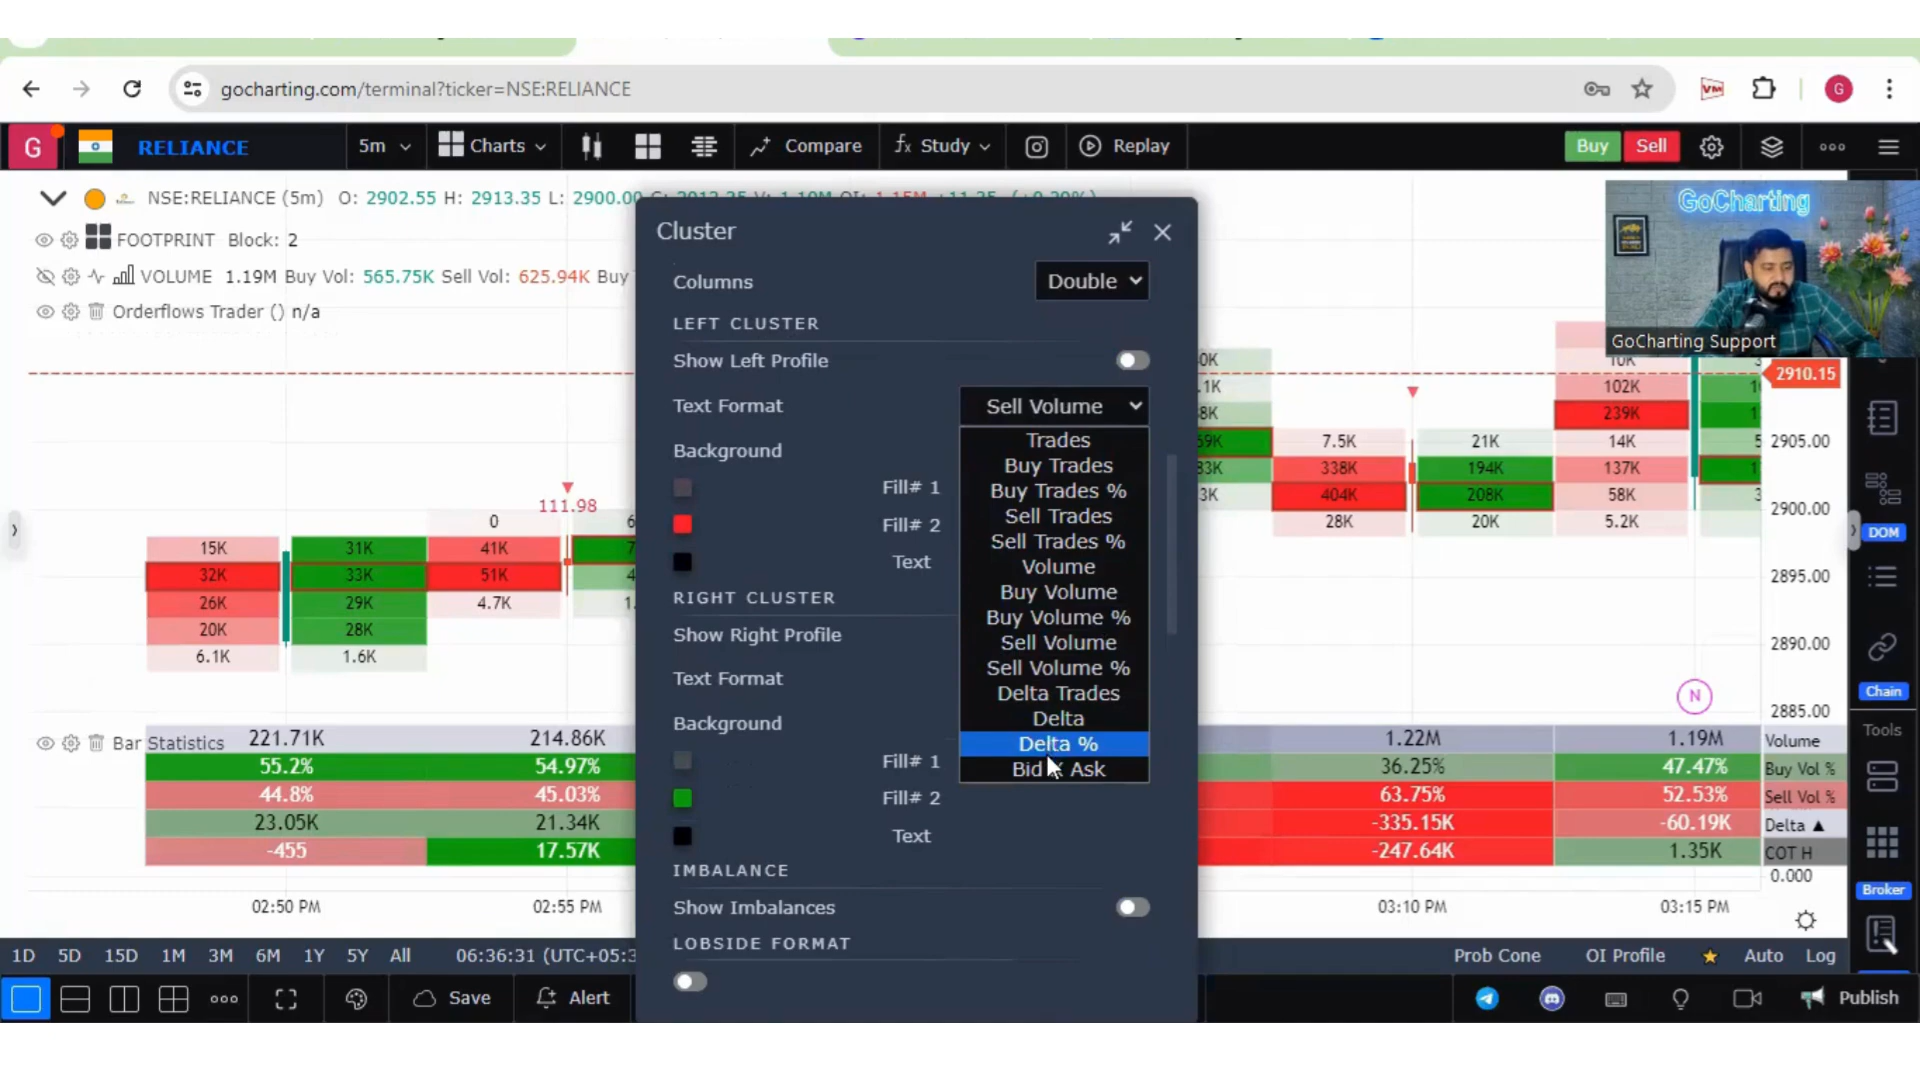 gocharting.com/terminal?ticker=NSE:RELIANCE
VM
G
G
RELIANCE
5m
Charts
Compare
fx Study
Replay
Buy
Sell
NSE:RELIANCE (5m) O: 2902.55 H: 2913.35 L: 2900.00
FOOTPRINT Block: 2
VOLUME 1.19M Buy Vol: 565.75K Sell Vol: 625.94K Buy
Orderflows Trader () n/a
GoCharting
GoCharting Support
Cluster
Columns Double
LEFT CLUSTER
Show Left Profile
Text Format Sell Volume
Background
Fill# 1
Fill# 2
Text
Trades
Buy Trades
Buy Trades %
Sell Trades
Sell Trades %
Volume
Buy Volume
Buy Volume %
Sell Volume
Sell Volume %
Delta Trades
Delta
Delta %
Bid X Ask
RIGHT CLUSTER
Show Right Profile
Text Format
Background
Fill# 1
Fill# 2
Text
IMBALANCE
Show Imbalances
LOBSIDE FORMAT
111.98
0
15K 31K 41K
32K 33K 51K
26K 29K 4.7K
20K 28K
6.1K 1.6K
102K
239K
7.5K 21K 14K
338K 194K 137K
404K 208K 58K
28K 20K 5.2K
2910.15
2905.00
2900.00
2895.00
2890.00
2885.00
0.000
N
DOM
Chain
Tools
Broker
Bar Statistics
221.71K 214.86K 1.22M 1.19M Volume
55.2% 54.97% 36.25% 47.47% Buy Vol %
44.8% 45.03% 63.75% 52.53% Sell Vol %
23.05K 21.34K -335.15K -60.19K Delta ▲
-455 17.57K -247.64K 1.35K COT H
02:50 PM 02:55 PM 03:10 PM 03:15 PM
1D 5D 15D 1M 3M 6M 1Y 5Y All 06:36:31 (UTC+05:3
Prob Cone OI Profile Auto Log
Save Alert Publish